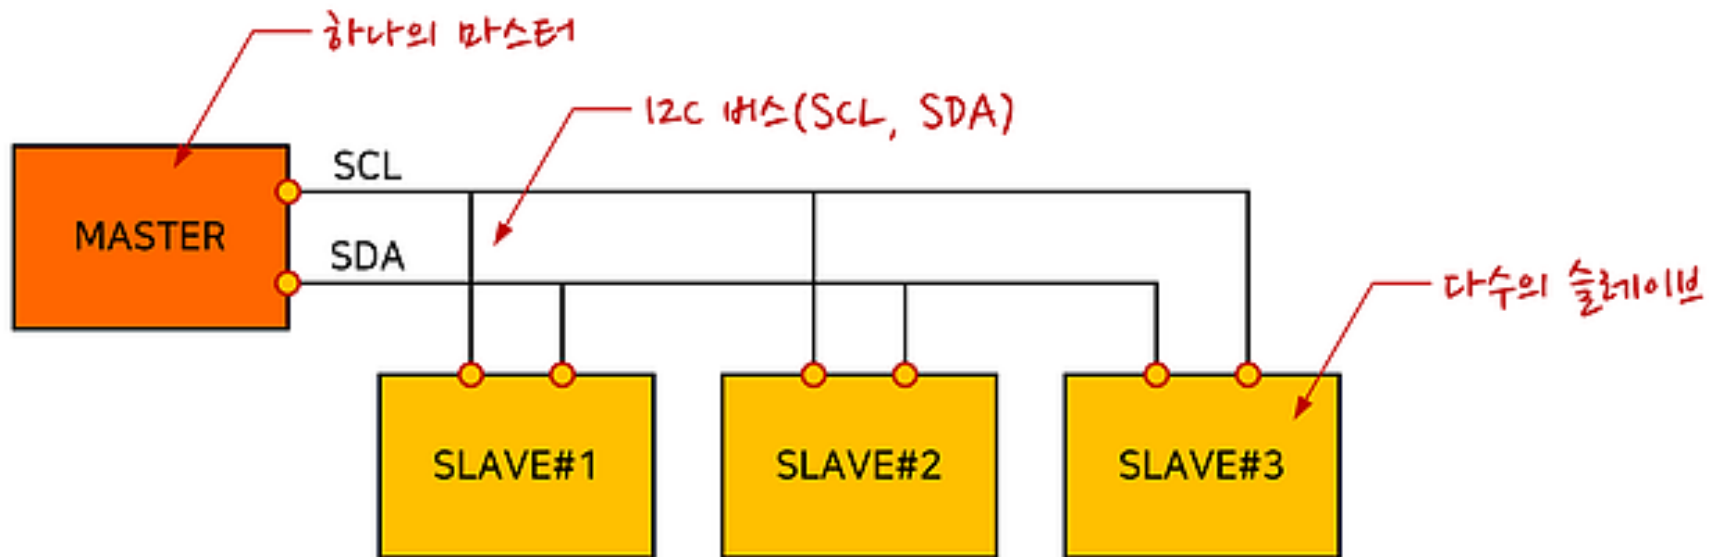 하나의 마스터
I2C 버스(SCL, SDA)
SCL
MASTER
SDA
다수의 슬레이브
SLAVE#1
SLAVE#2
SLAVE#3